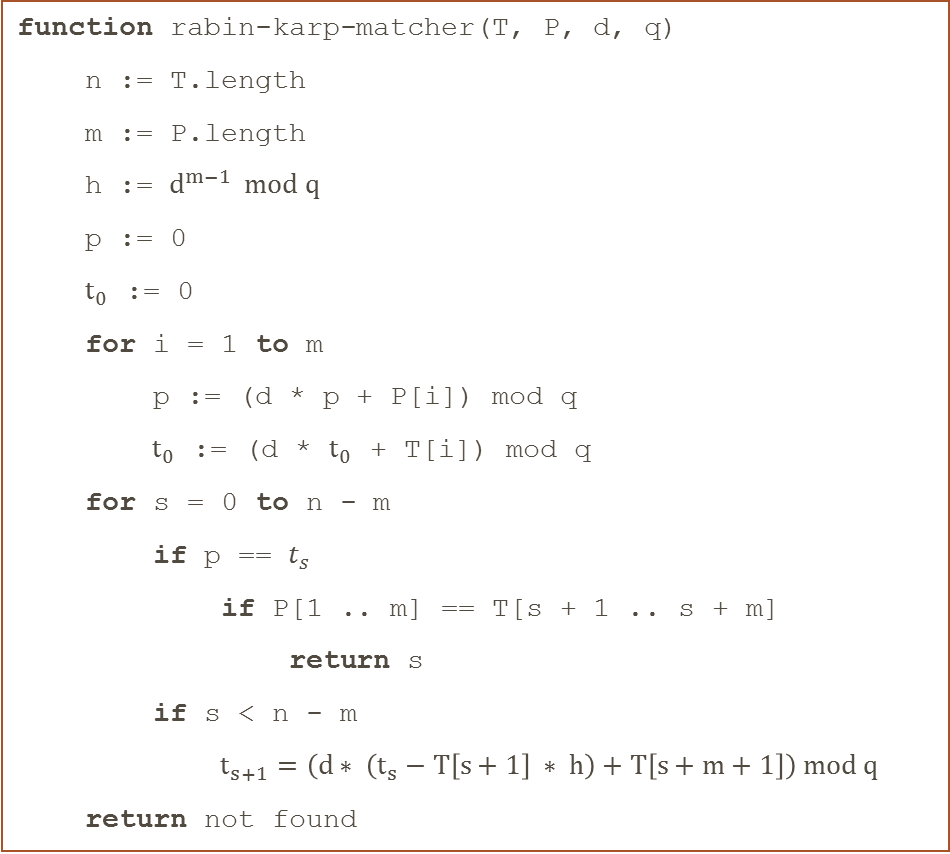 function rabin-karp-matcher(T, P, d, q)
n := T.length
m := P.length
h := d^{m−1} mod q
p := 0
t₀ := 0
for i = 1 to m
p := (d * p + P[i]) mod q
t₀ := (d * t₀ + T[i]) mod q
for s = 0 to n - m
if p == tₛ
if P[1 .. m] == T[s + 1 .. s + m]
return s
if s < n - m
tₛ₊₁ = (d ∗ (tₛ − T[s + 1] ∗ h) + T[s + m + 1]) mod q
return not found